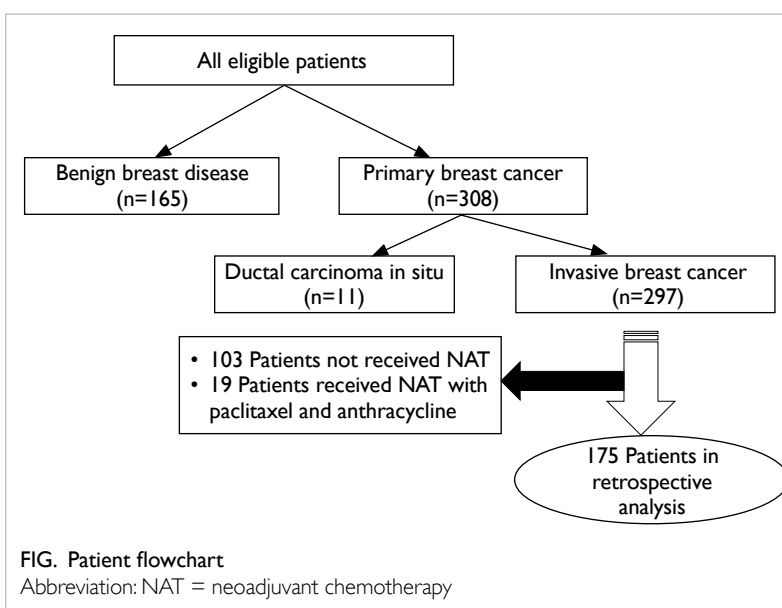 All eligible patients
Benign breast disease
(n=165)
Primary breast cancer
(n=308)
Ductal carcinoma in situ
(n=11)
Invasive breast cancer
(n=297)
• 103 Patients not received NAT
• 19 Patients received NAT with
paclitaxel and anthracycline
175 Patients in
retrospective
analysis
FIG. Patient flowchart
Abbreviation: NAT = neoadjuvant chemotherapy